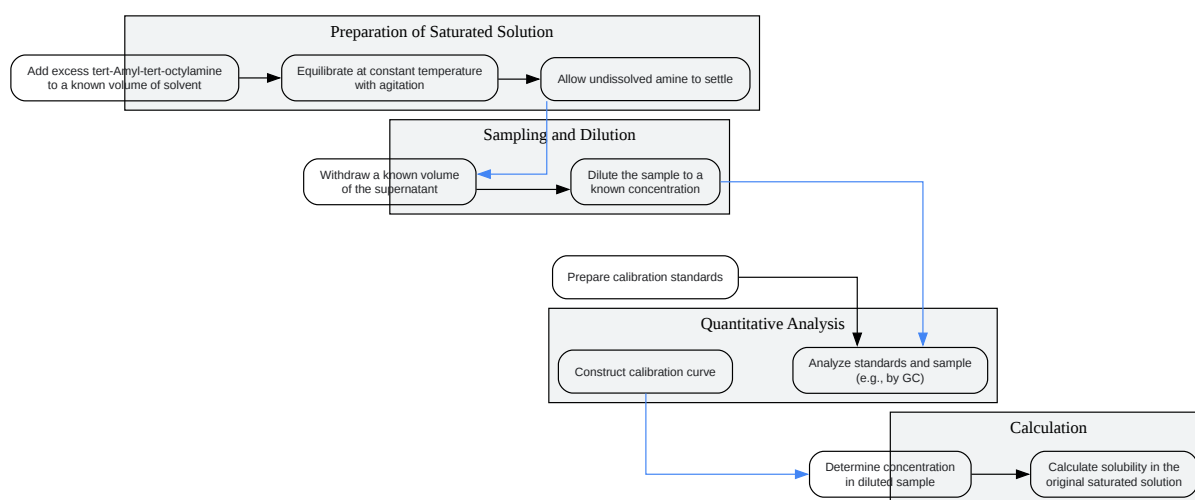 Preparation of Saturated Solution
Add excess tert-Amyl-tert-octylamine
to a known volume of solvent
Equilibrate at constant temperature
with agitation
Allow undissolved amine to settle
Sampling and Dilution
Withdraw a known volume
of the supernatant
Dilute the sample to a
known concentration
Prepare calibration standards
Quantitative Analysis
Construct calibration curve
Analyze standards and sample
(e.g., by GC)
Calculation
Determine concentration
in diluted sample
Calculate solubility in the
original saturated solution